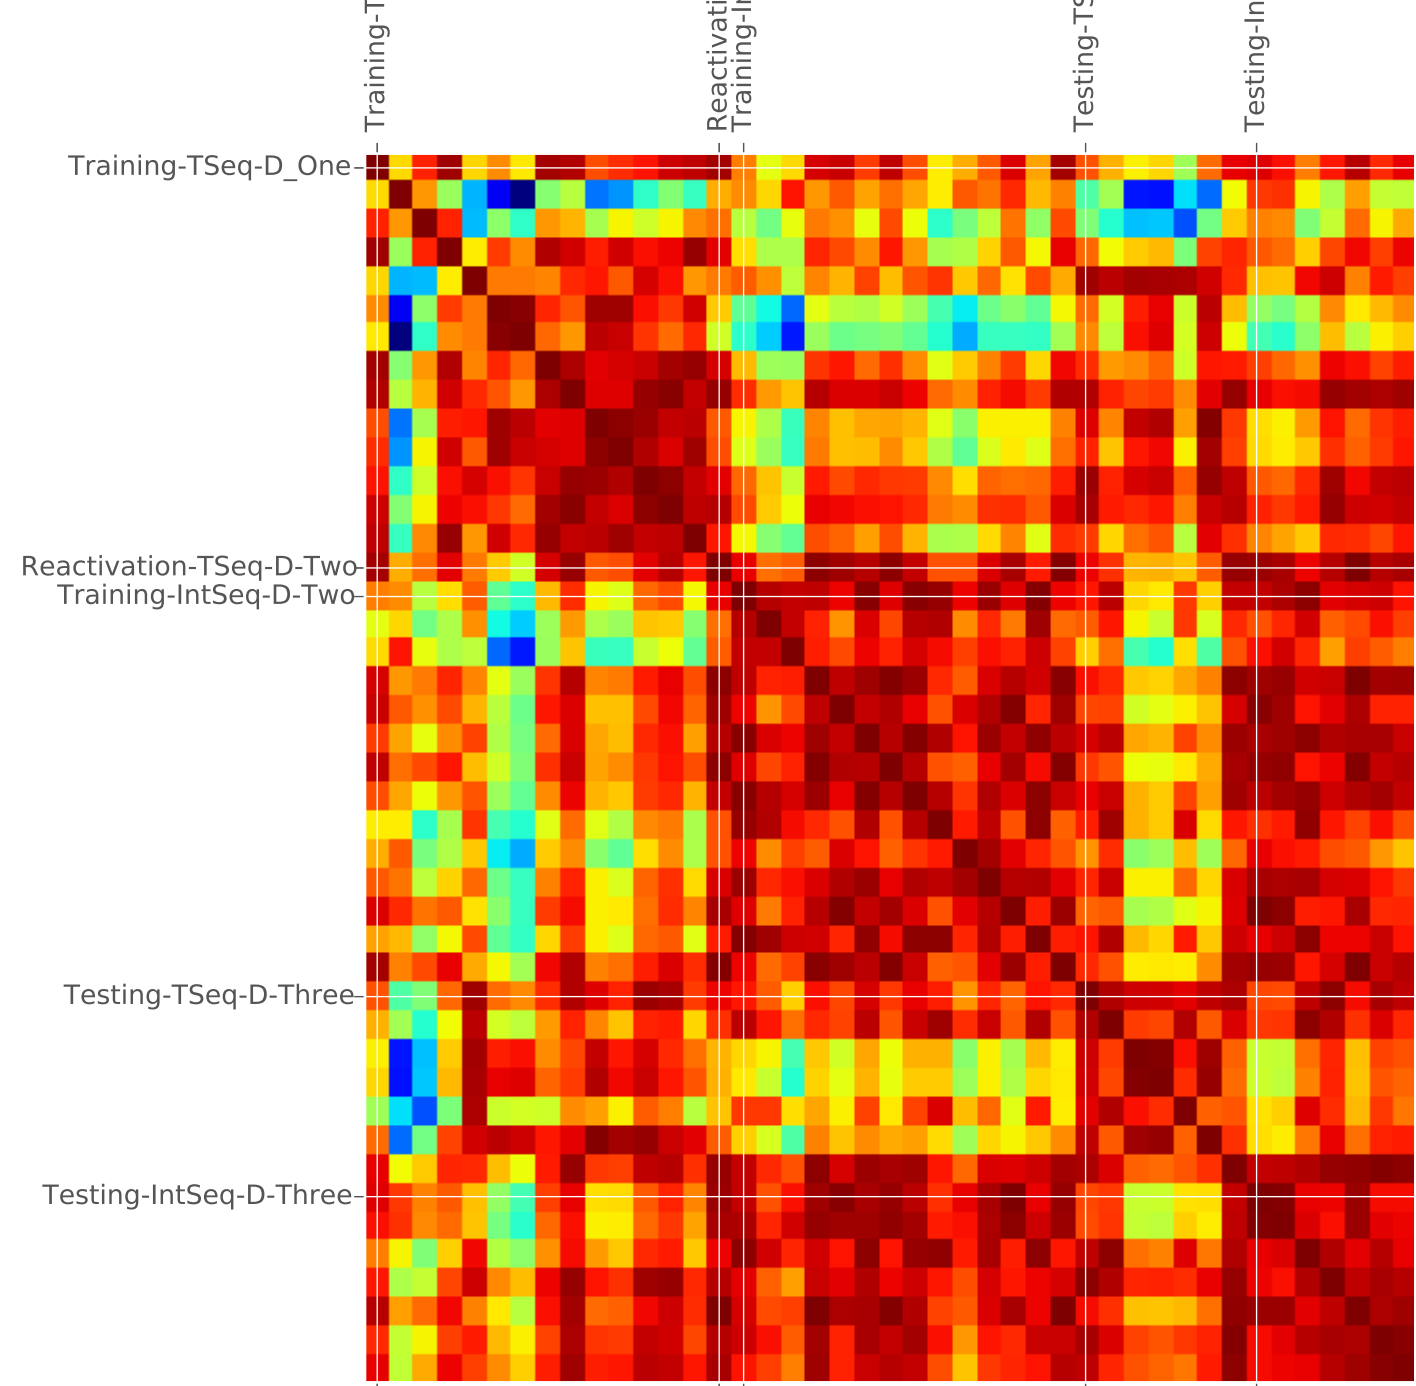 Training-T
Reactivati
Training-I
Testing-TS
Testing-In
Training-TSeq-D_One
Reactivation-TSeq-D-Two
Training-IntSeq-D-Two
Testing-TSeq-D-Three
Testing-IntSeq-D-Three